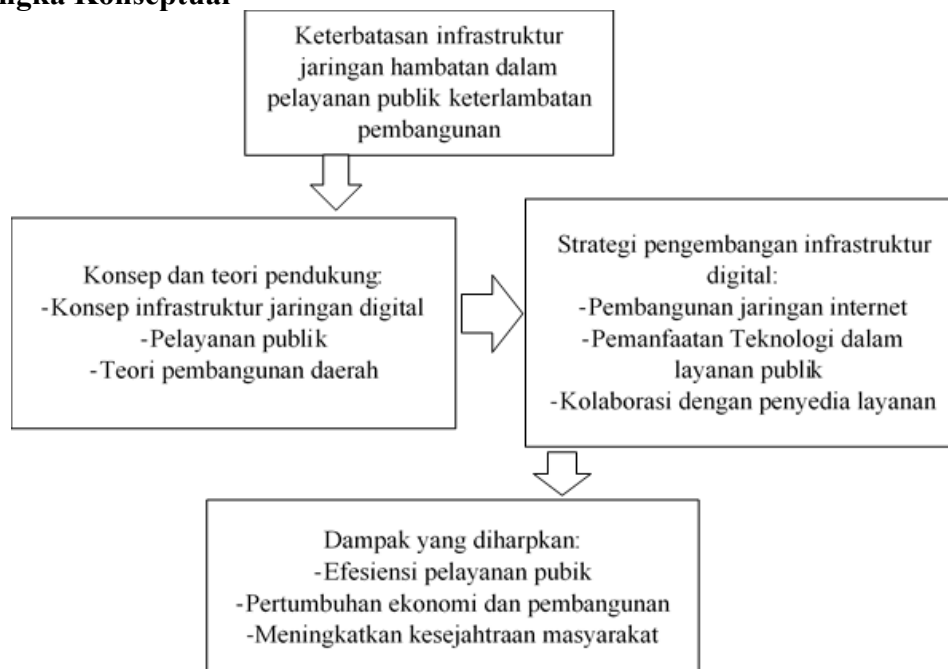 ngka Konseptual
Keterbatasan infrastruktur
jaringan hambatan dalam
pelayanan publik keterlambatan
pembangunan
Konsep dan teori pendukung:
-Konsep infrastruktur jaringan digital
-Pelayanan publik
-Teori pembangunan daerah
Strategi pengembangan infrastruktur
digital:
-Pembangunan jaringan internet
-Pemanfaatan Teknologi dalam
layanan publik
-Kolaborasi dengan penyedia layanan
Dampak yang diharpkan:
-Efesiensi pelayanan pubik
-Pertumbuhan ekonomi dan pembangunan
-Meningkatkan kesejahtraan masyarakat